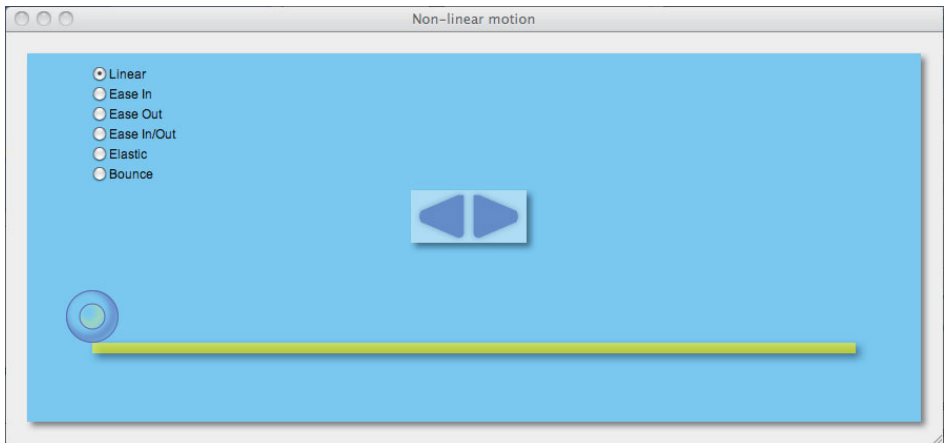 Non-linear motion
Linear
Ease In
Ease Out
Ease In/Out
Elastic
Bounce